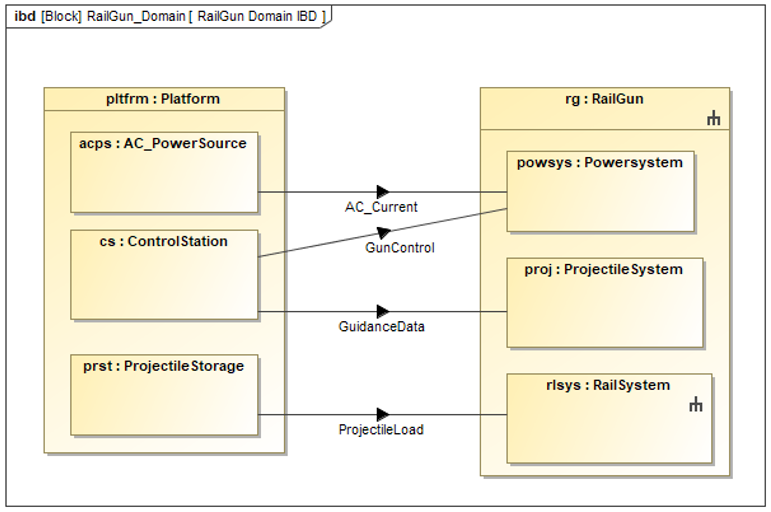 ibd [Block] RailGun_Domain [ RailGun Domain IBD ]
pltfrm : Platform
acps : AC_PowerSource
cs : ControlStation
prst : ProjectileStorage
AC_Current
GunControl
GuidanceData
ProjectileLoad
rg : RailGun
powsys : Powersystem
proj : ProjectileSystem
rlsys : RailSystem